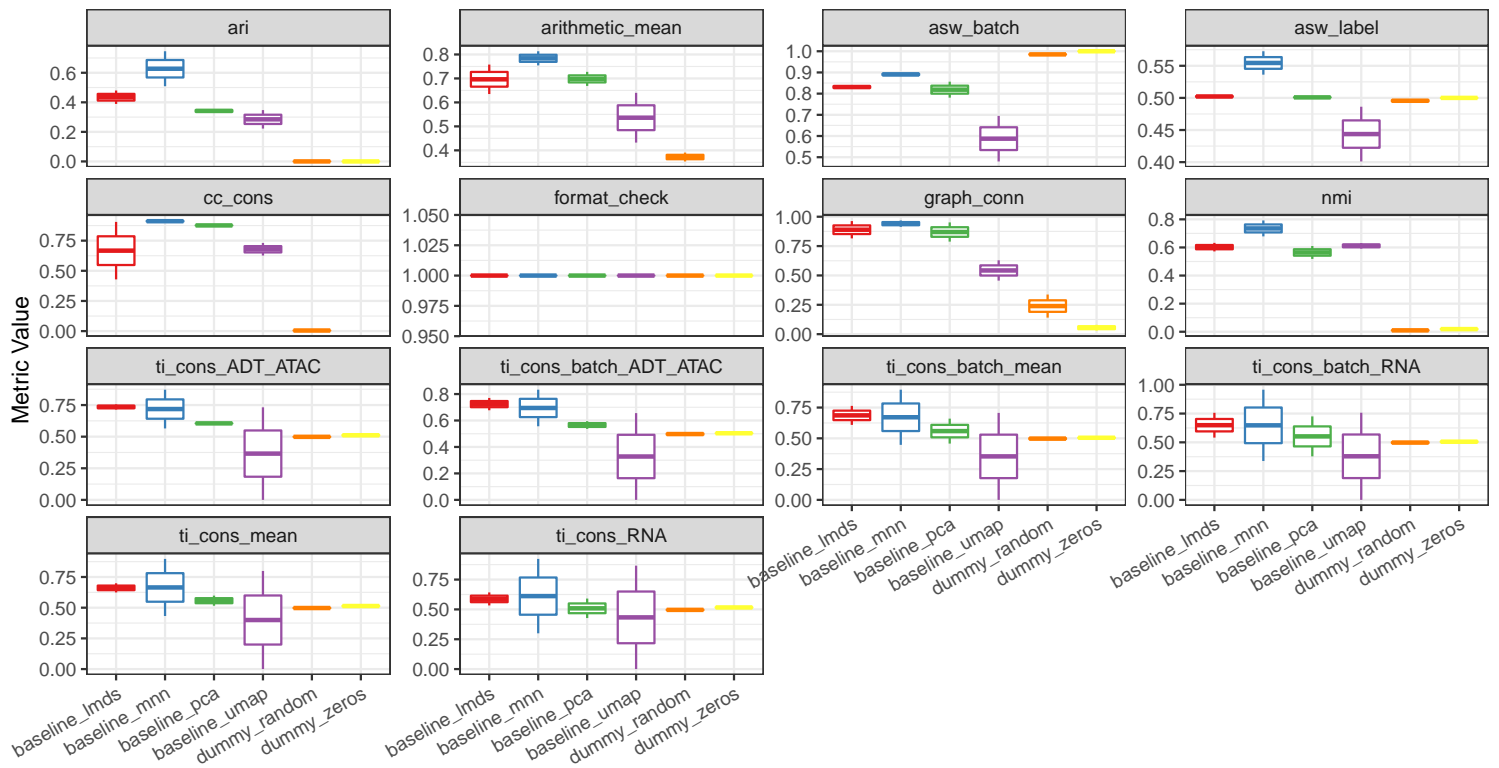 ari
arithmetic_mean
asw_batch
asw_label
0.6
0.4
0.2
0.0
0.8
0.7
0.6
0.5
0.4
1.0
0.9
0.8
0.7
0.6
0.5
0.55
0.50
0.45
0.40
cc_cons
format_check
graph_conn
nmi
0.75
0.50
0.25
0.00
1.050
1.025
1.000
0.975
0.950
1.00
0.75
0.50
0.25
0.00
0.8
0.6
0.4
0.2
0.0
Metric Value
ti_cons_ADT_ATAC
ti_cons_batch_ADT_ATAC
ti_cons_batch_mean
ti_cons_batch_RNA
0.75
0.50
0.25
0.00
0.8
0.6
0.4
0.2
0.0
0.75
0.50
0.25
0.00
1.00
0.75
0.50
0.25
0.00
ti_cons_mean
ti_cons_RNA
0.75
0.50
0.25
0.00
0.75
0.50
0.25
0.00
baseline_lmds
baseline_mnn
baseline_pca
baseline_umap
dummy_random
dummy_zeros
baseline_lmds
baseline_mnn
baseline_pca
baseline_umap
dummy_random
dummy_zeros
baseline_lmds
baseline_mnn
baseline_pca
baseline_umap
dummy_random
dummy_zeros
baseline_lmds
baseline_mnn
baseline_pca
baseline_umap
dummy_random
dummy_zeros